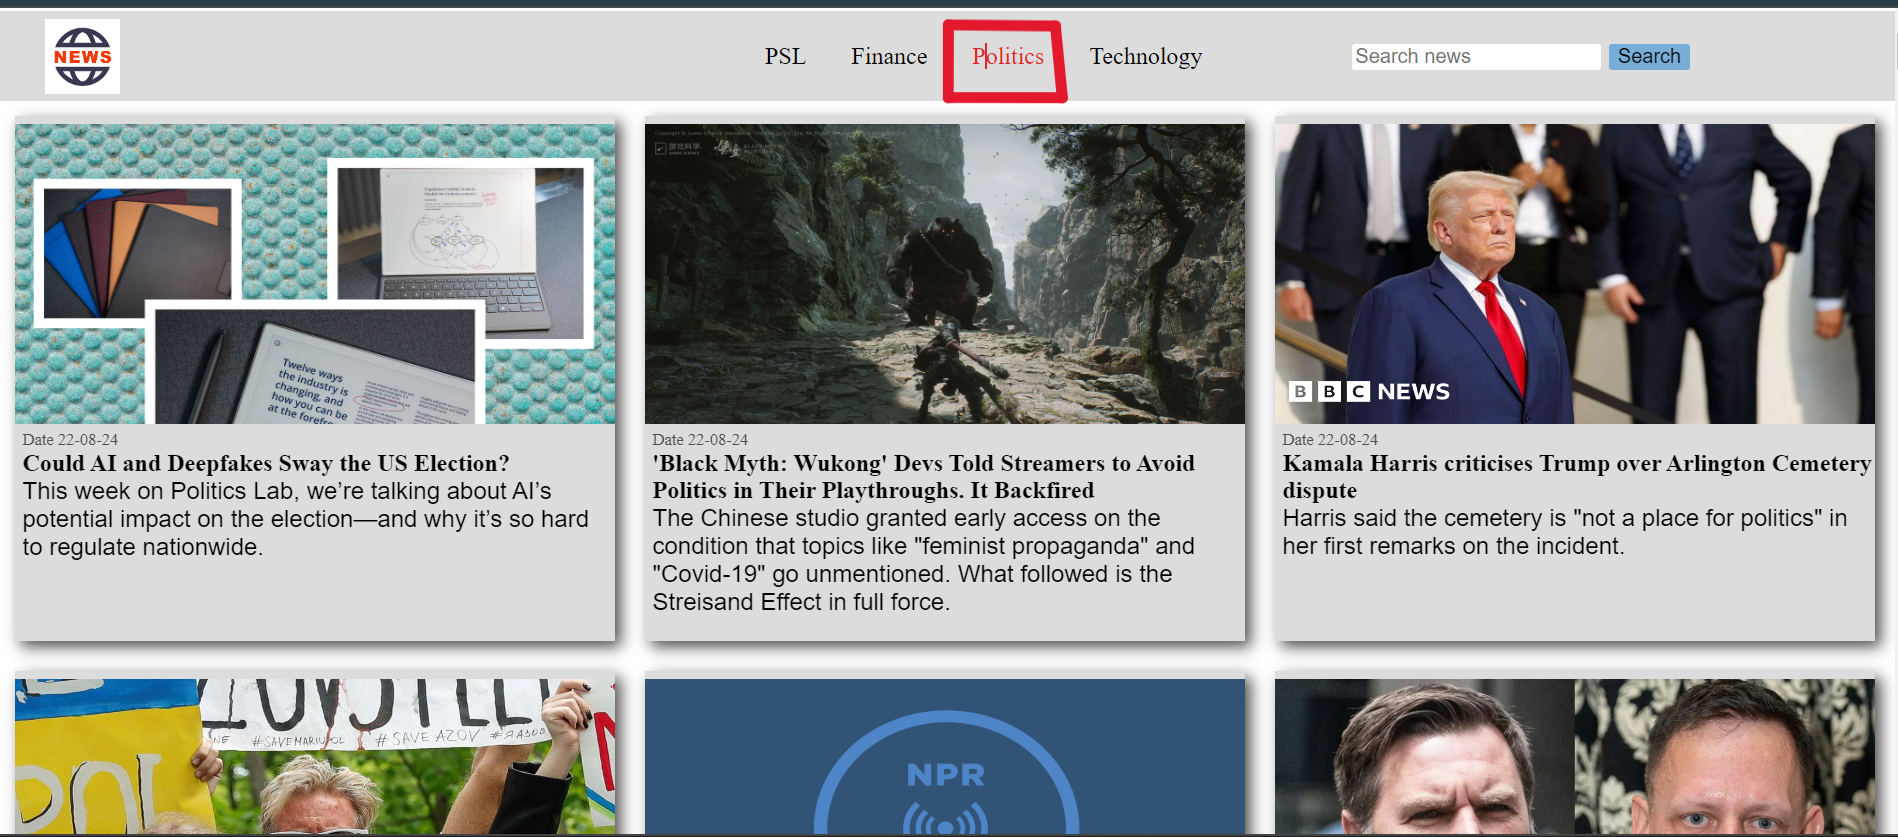 NEWS
PSL Finance Politics Technology
Search news Search
Twelve ways
the industry is
changing, and
how you can be
at the forefro
游戏科学
GAME SCIENCE
B B C NEWS
Date 22-08-24
Could AI and Deepfakes Sway the US Election?
This week on Politics Lab, we’re talking about AI’s
potential impact on the election—and why it’s so hard
to regulate nationwide.
Date 22-08-24
'Black Myth: Wukong' Devs Told Streamers to Avoid
Politics in Their Playthroughs. It Backfired
The Chinese studio granted early access on the
condition that topics like "feminist propaganda" and
"Covid-19" go unmentioned. What followed is the
Streisand Effect in full force.
Date 22-08-24
Kamala Harris criticises Trump over Arlington Cemetery
dispute
Harris said the cemetery is "not a place for politics" in
her first remarks on the incident.
#SAVEMARIUPOL # SAVE AZOV
NPR